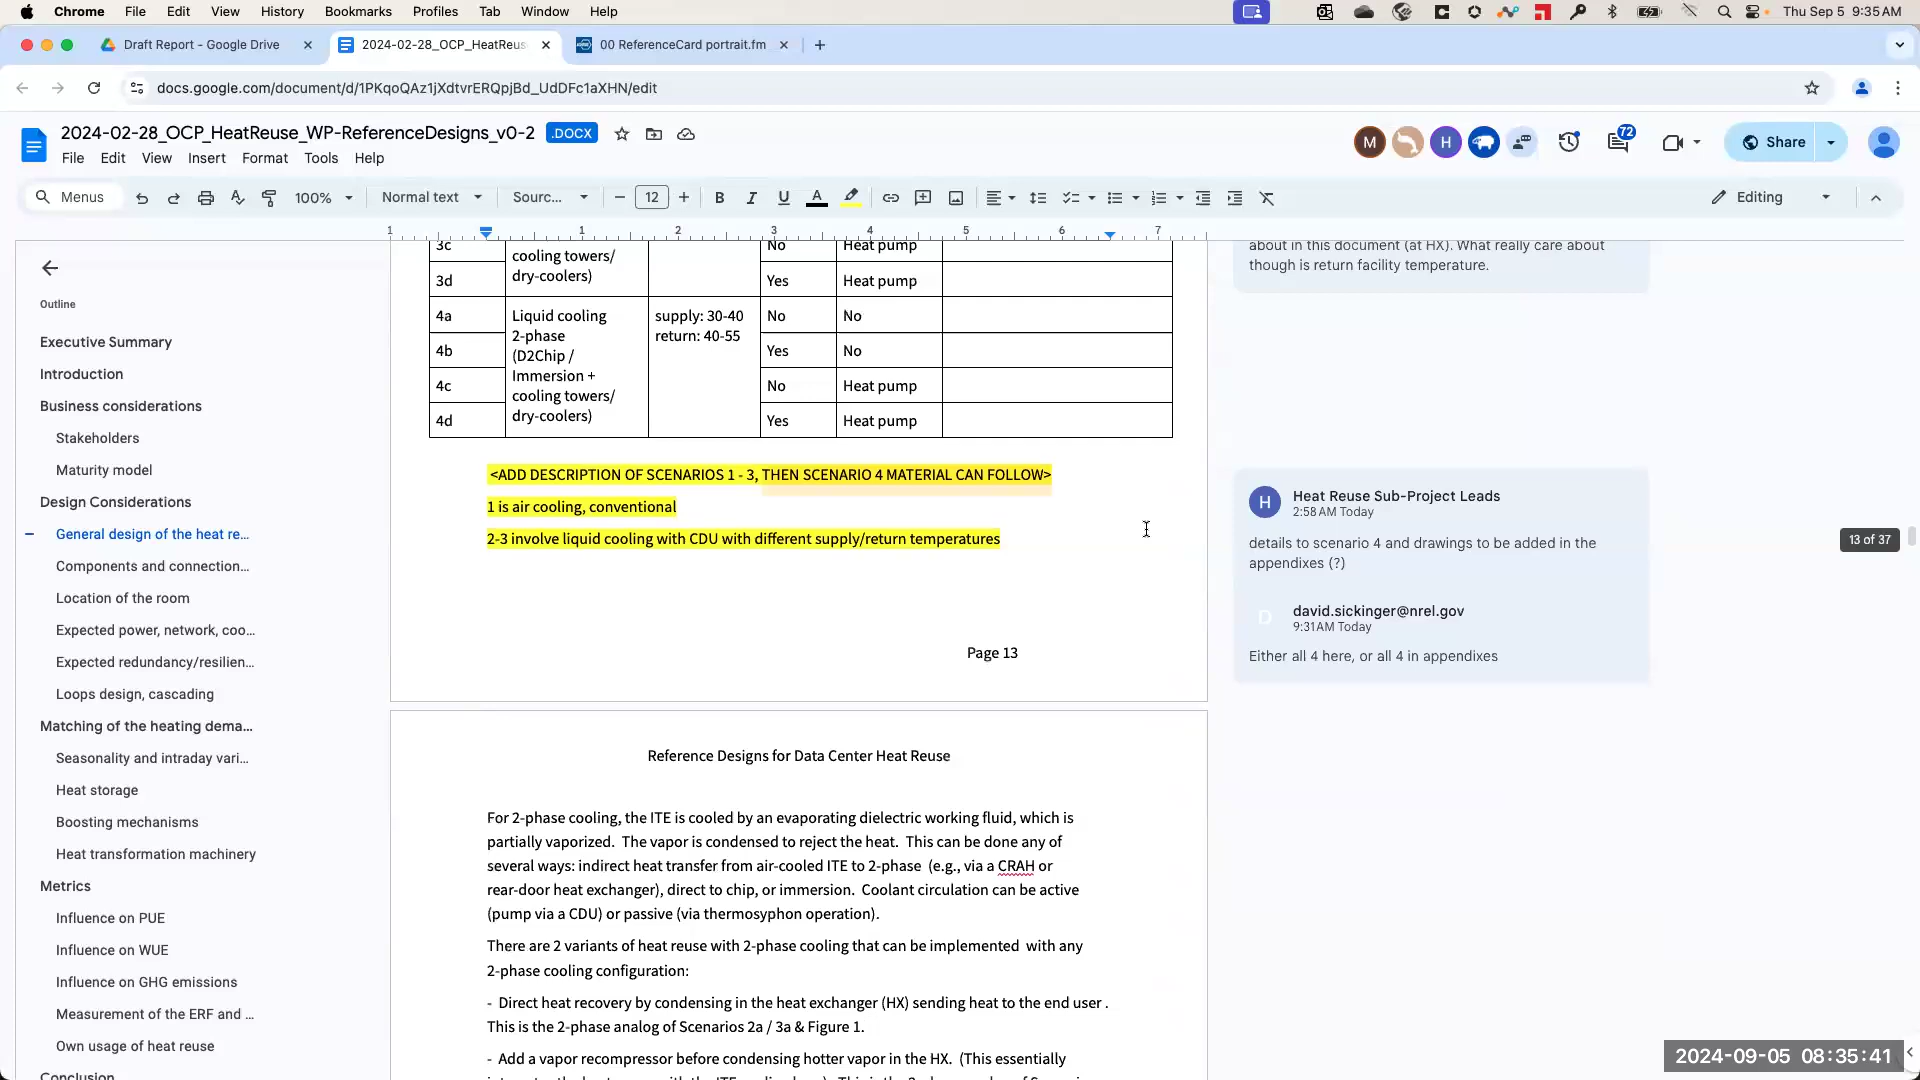 Chrome File Edit View History Bookmarks Profiles Tab Window Help Thu Sep 5 9:35 AM
Draft Report - Google Drive 2024-02-28_OCP_HeatReus 00 ReferenceCard portrait.fm
docs.google.com/document/d/1PKqoQAz1jXdtvrERQpjBd_UdDFc1aXHN/edit
2024-02-28_OCP_HeatReuse_WP-ReferenceDesigns_v0-2 .DOCX
M H 72 Share
File Edit View Insert Format Tools Help
Menus 100% Normal text Sourc... 12 B I U A Editing
1 1 2 3 4 5 6 7
Outline
Executive Summary
Introduction
Business considerations
Stakeholders
Maturity model
Design Considerations
General design of the heat re...
Components and connection...
Location of the room
Expected power, network, coo...
Expected redundancy/resilien...
Loops design, cascading
Matching of the heating dema...
Seasonality and intraday vari...
Heat storage
Boosting mechanisms
Heat transformation machinery
Metrics
Influence on PUE
Influence on WUE
Influence on GHG emissions
Measurement of the ERF and ...
Own usage of heat reuse
Conclusion
3c No Heat pump
cooling towers/
dry-coolers)
3d Yes Heat pump
4a Liquid cooling supply: 30-40 No No
2-phase return: 40-55
4b (D2Chip / Yes No
Immersion +
4c cooling towers/ No Heat pump
dry-coolers)
4d Yes Heat pump
<ADD DESCRIPTION OF SCENARIOS 1 - 3, THEN SCENARIO 4 MATERIAL CAN FOLLOW>
1 is air cooling, conventional
2-3 involve liquid cooling with CDU with different supply/return temperatures
Page 13
Reference Designs for Data Center Heat Reuse
For 2-phase cooling, the ITE is cooled by an evaporating dielectric working fluid, which is
partially vaporized. The vapor is condensed to reject the heat. This can be done any of
several ways: indirect heat transfer from air-cooled ITE to 2-phase (e.g., via a CRAH or
rear-door heat exchanger), direct to chip, or immersion. Coolant circulation can be active
(pump via a CDU) or passive (via thermosyphon operation).
There are 2 variants of heat reuse with 2-phase cooling that can be implemented with any
2-phase cooling configuration:
- Direct heat recovery by condensing in the heat exchanger (HX) sending heat to the end user .
This is the 2-phase analog of Scenarios 2a / 3a & Figure 1.
- Add a vapor recompressor before condensing hotter vapor in the HX. (This essentially
about in this document (at HX). What really care about
though is return facility temperature.
H Heat Reuse Sub-Project Leads
2:58 AM Today
details to scenario 4 and drawings to be added in the
appendixes (?)
D david.sickinger@nrel.gov
9:31 AM Today
Either all 4 here, or all 4 in appendixes
13 of 37
2024-09-05 08:35:41